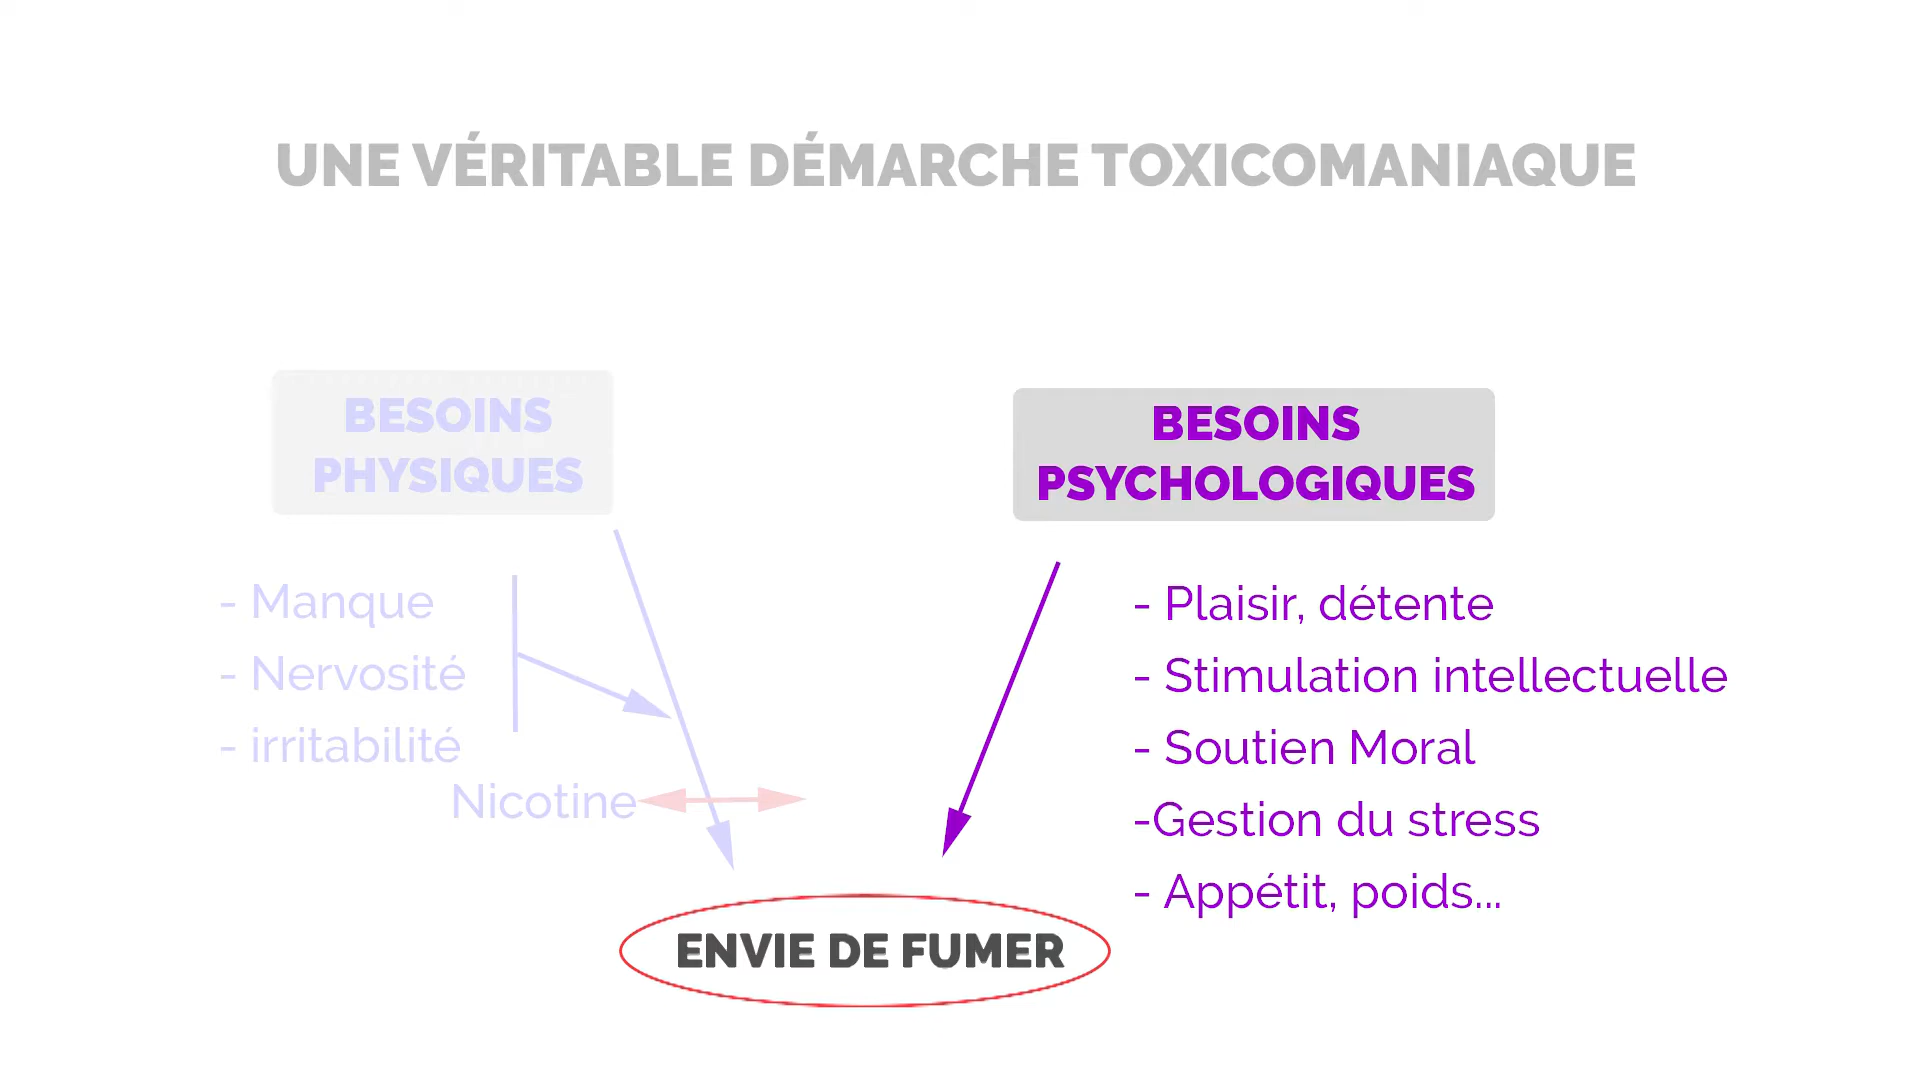 UNE VÉRITABLE DÉMARCHE TOXICOMANIAQUE
BESOINS
PHYSIQUES
- Manque
- Nervosité
- irritabilité
Nicotine
BESOINS
PSYCHOLOGIQUES
- Plaisir, détente
- Stimulation intellectuelle
- Soutien Moral
-Gestion du stress
- Appétit, poids...
ENVIE DE FUMER